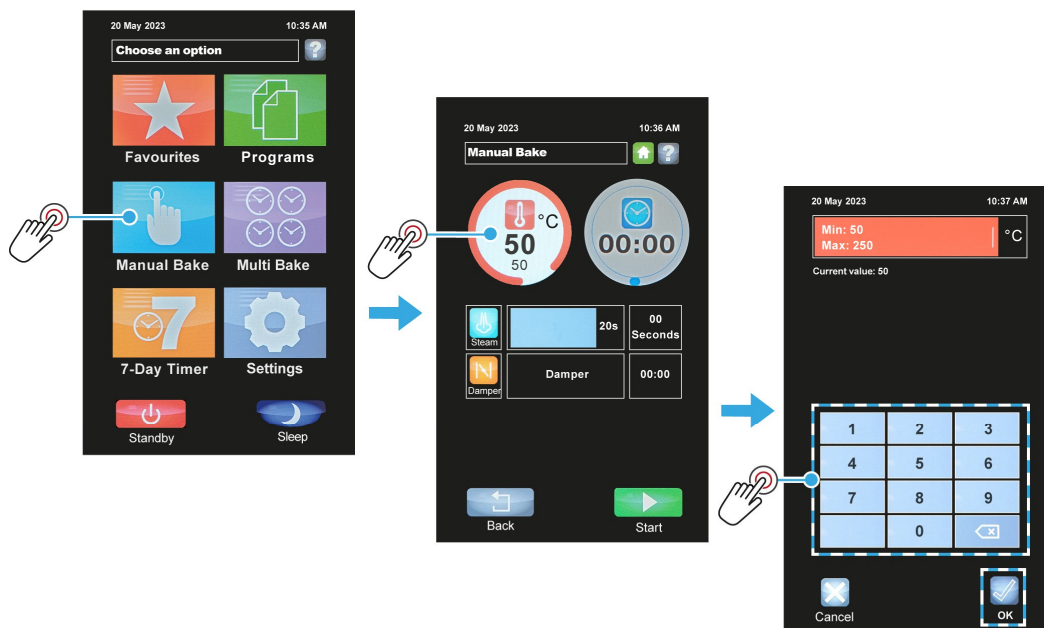 20 May 2023 10:35 AM
Choose an option ?
Favourites Programs
Manual Bake Multi Bake
7
7-Day Timer Settings
Standby Sleep
20 May 2023 10:36 AM
Manual Bake ?
°C
50 00:00
50
Steam 20s 00 Seconds
Damper Damper 00:00
Back Start
20 May 2023 10:37 AM
Min: 50
Max: 250 °C
Current value: 50
1 2 3
4 5 6
7 8 9
0
Cancel OK